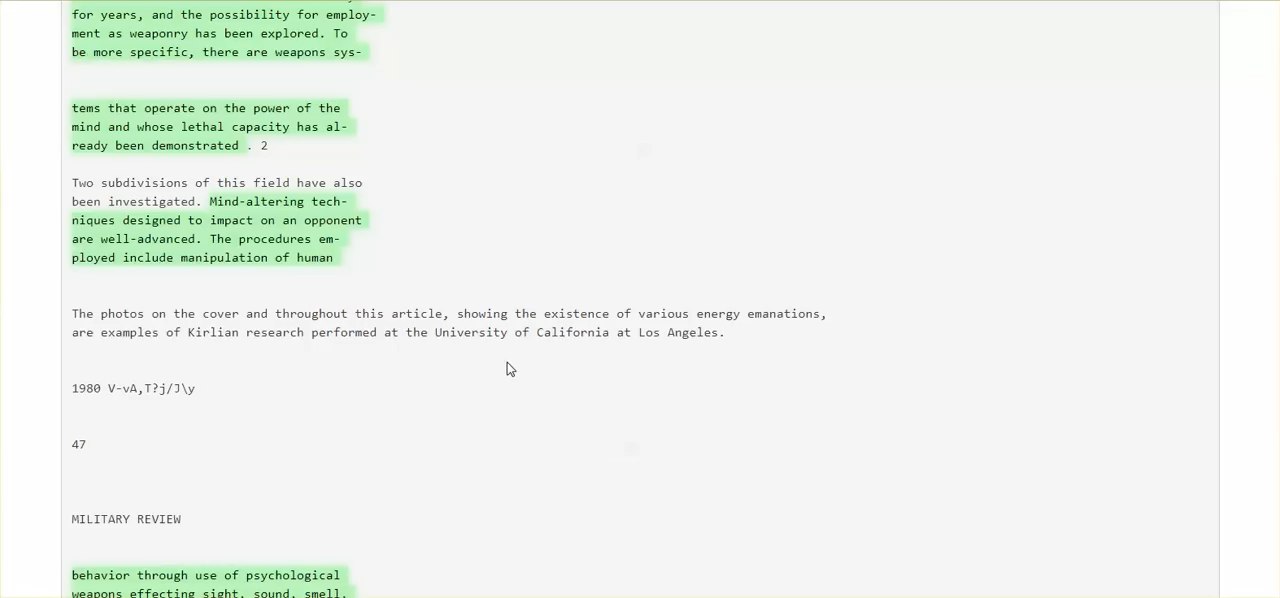 for years, and the possibility for employ-
ment as weaponry has been explored. To
be more specific, there are weapons sys-
tems that operate on the power of the
mind and whose lethal capacity has al-
ready been demonstrated . 2
Two subdivisions of this field have also
been investigated. Mind-altering tech-
niques designed to impact on an opponent
are well-advanced. The procedures em-
ployed include manipulation of human
The photos on the cover and throughout this article, showing the existence of various energy emanations,
are examples of Kirlian research performed at the University of California at Los Angeles.
1980 V-vA,T?j/J\y
47
MILITARY REVIEW
behavior through use of psychological
weapons effecting sight, sound, smell,